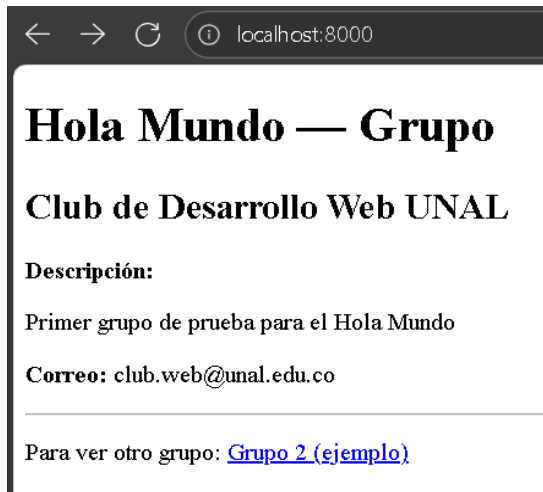 localhost:8000
Hola Mundo — Grupo
Club de Desarrollo Web UNAL
Descripción:
Primer grupo de prueba para el Hola Mundo
Correo: club.web@unal.edu.co
Para ver otro grupo: Grupo 2 (ejemplo)